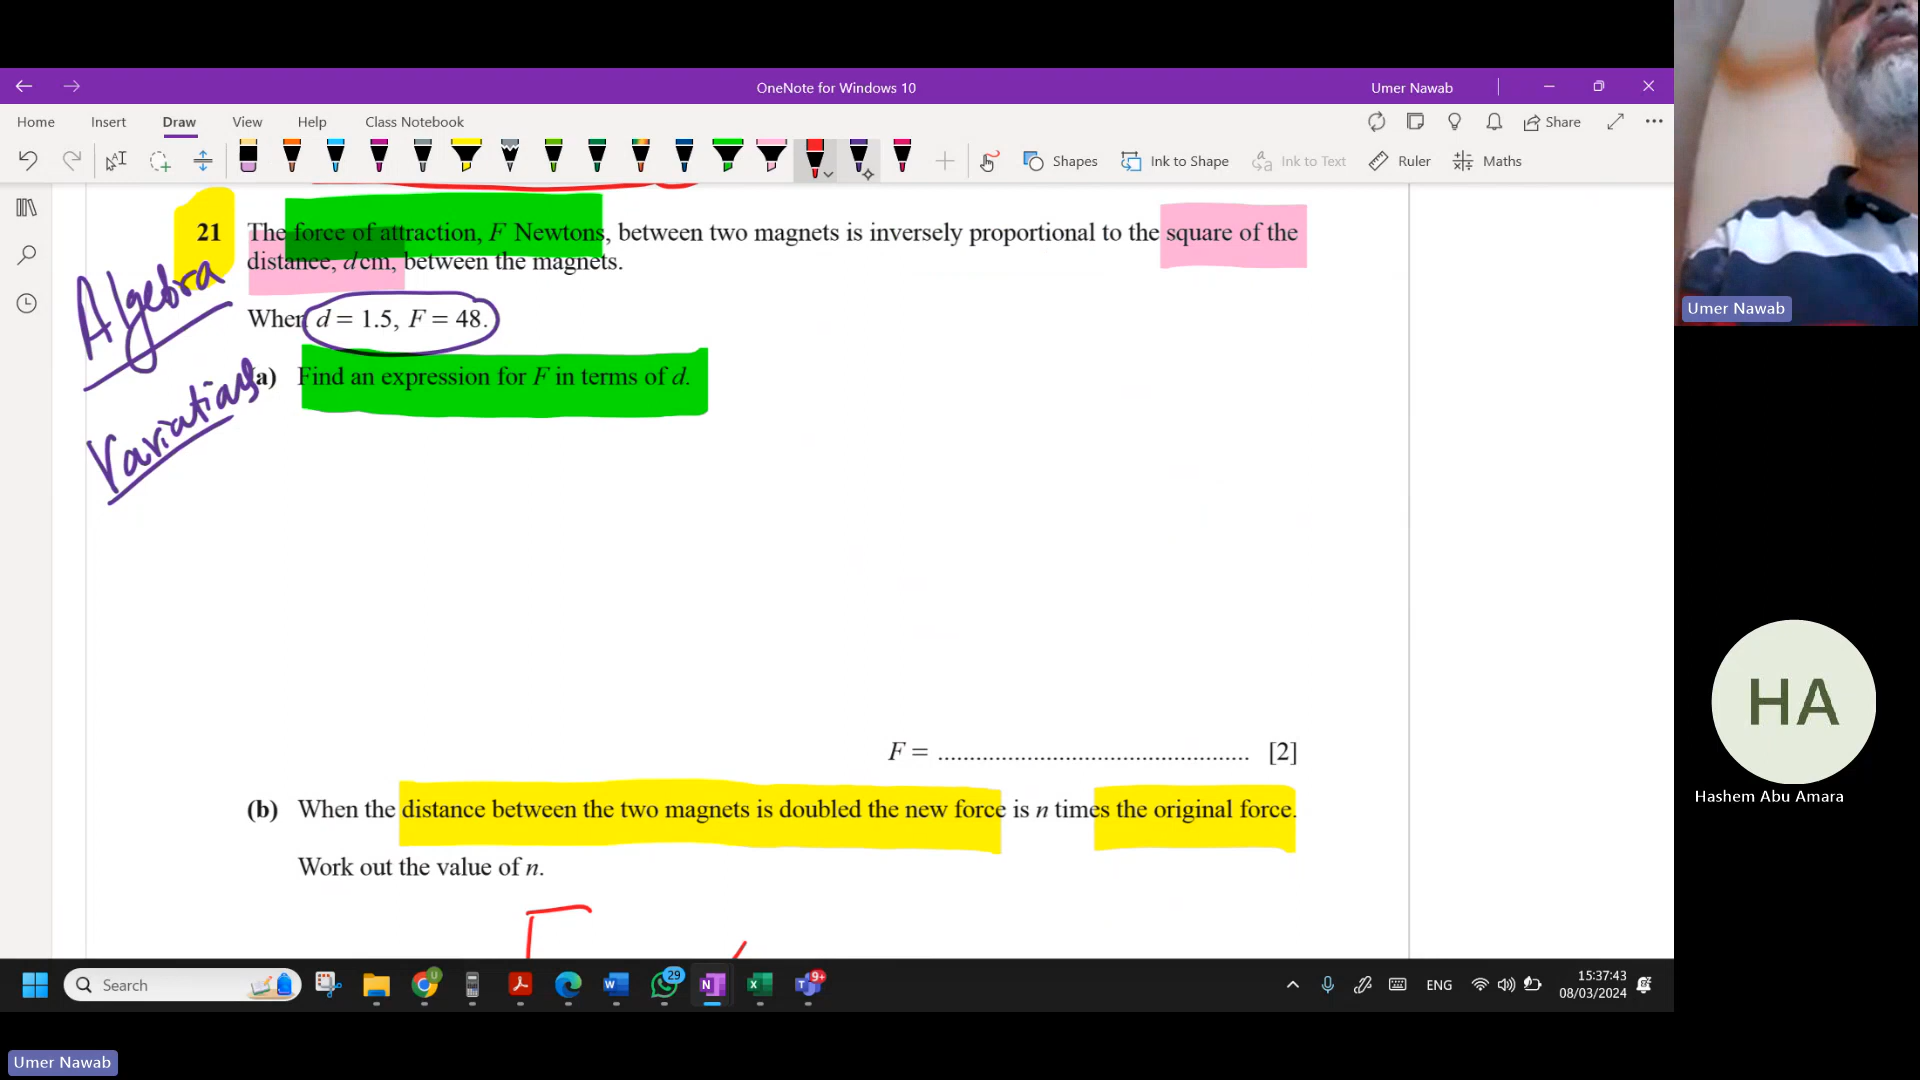 OneNote for Windows 10
Umer Nawab
Home Insert Draw View Help Class Notebook
Share
Shapes Ink to Shape Ink to Text Ruler Maths
21 The force of attraction, F Newtons, between two magnets is inversely proportional to the square of the
distance, d cm, between the magnets.
Algebra
When d = 1.5, F = 48.
(a) Find an expression for F in terms of d.
Variations
F = ................................................ [2]
(b) When the distance between the two magnets is doubled the new force is n times the original force.
Work out the value of n.
Umer Nawab
HA
Hashem Abu Amara
Search
29
9+
ENG
15:37:43
08/03/2024
Umer Nawab